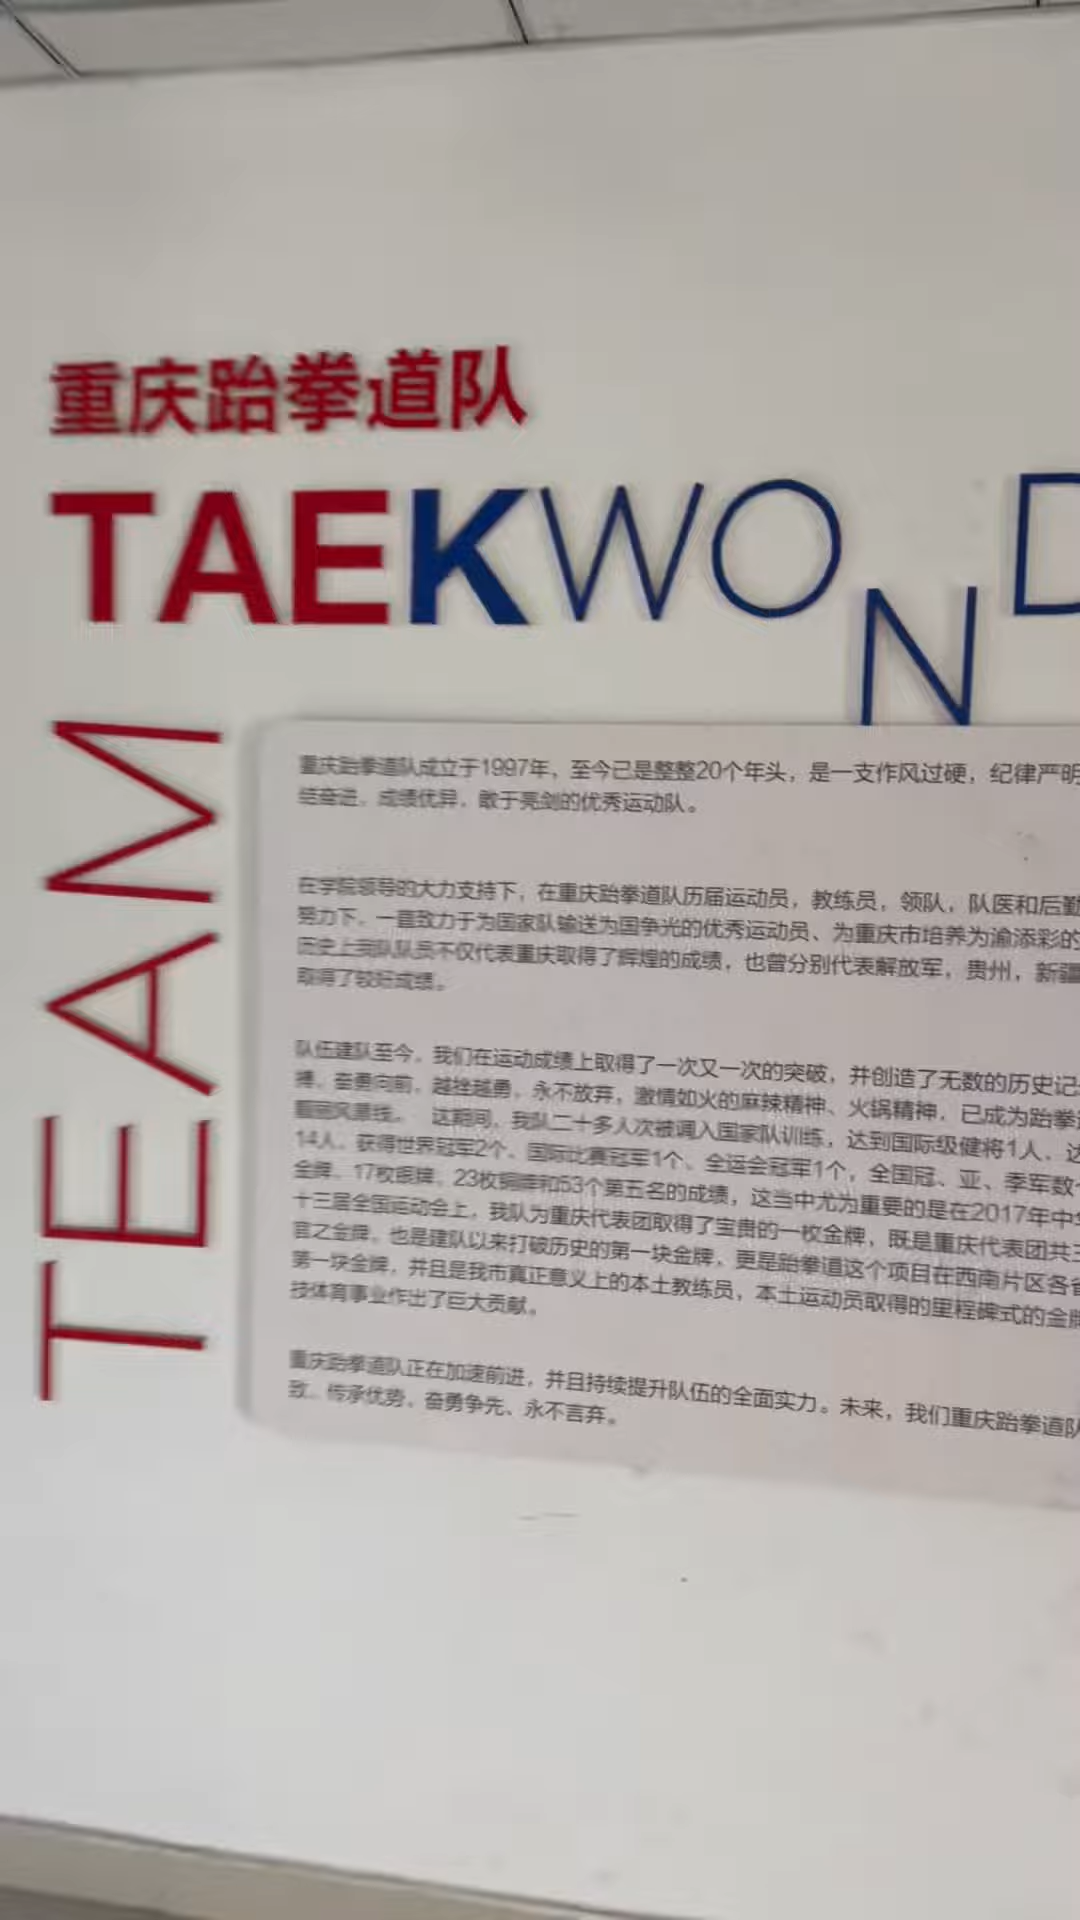 重庆跆拳道队
TAEKWOND
TEAM
重庆跆拳道队成立于1997年，至今已是整整20个年头，是一支作风过硬，纪律严明
结奋进，成绩优异，敢于亮剑的优秀运动队。
在学院领导的大力支持下，在重庆跆拳道队历届运动员，教练员，领队，队医和后勤
努力下，一直致力于为国家队输送为国争光的优秀运动员、为重庆市培养为渝添彩的
历史上我队队员不仅代表重庆取得了辉煌的成绩，也曾分别代表解放军，贵州，新疆
取得了较好成绩。
队伍建队至今，我们在运动成绩上取得了一次又一次的突破，并创造了无数的历史记
搏，奋勇向前，越挫越勇，永不放弃，激情如火的麻辣精神、火锅精神，已成为跆拳
靓丽风景线。 这期间，我队二十多人次被调入国家队训练，达到国际级健将1人，达
14人，获得世界冠军2个，国际比赛冠军1个，全运会冠军1个，全国冠、亚、季军数
金牌，17枚银牌，23枚铜牌和53个第五名的成绩，这当中尤为重要的是在2017年中
十三届全国运动会上，我队为重庆代表团取得了宝贵的一枚金牌，既是重庆代表团共三
官之金牌，也是建队以来打破历史的第一块金牌，更是跆拳道这个项目在西南片区各省
第一块金牌，并且是我市真正意义上的本土教练员，本土运动员取得的里程碑式的金牌
技体育事业作出了巨大贡献。
重庆跆拳道队正在加速前进，并且持续提升队伍的全面实力。未来，我们重庆跆拳道队
致，传承优势，奋勇争先、永不言弃。